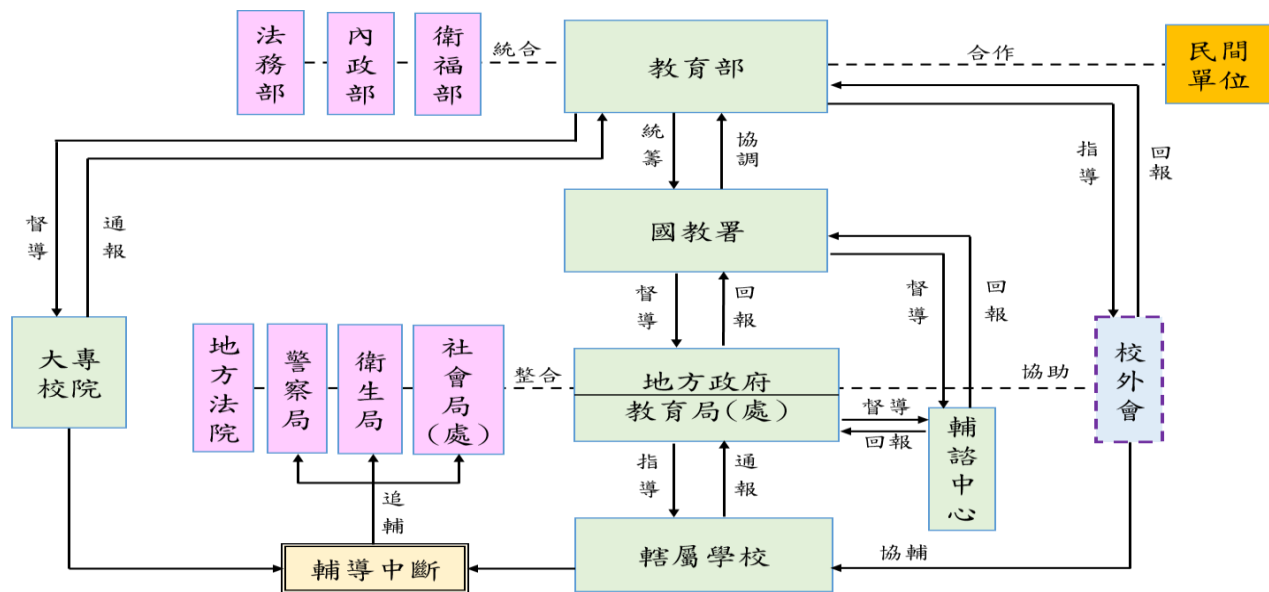 法務部
內政部
衛福部
統合
教育部
合作
民間
單位
統籌
協調
指導
回報
督導
通報
國教署
督導
回報
督導
回報
大專
校院
地方法院
警察局
衛生局
社會局(處)
整合
地方政府
教育局(處)
協助
校外會
督導
回報
輔諮中心
指導
通報
追輔
輔導中斷
轄屬學校
協輔